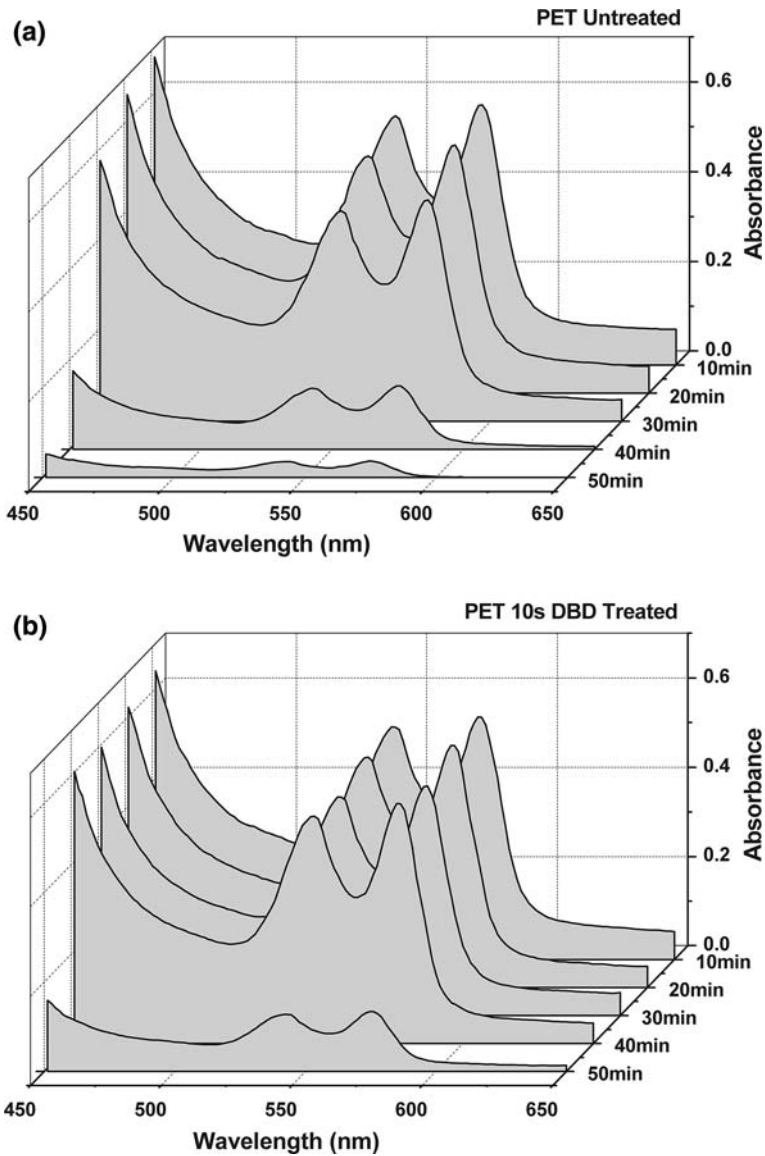 (a)
PET Untreated
0.6
0.4
0.2
0.0
Absorbance
10min
20min
30min
40min
50min
450 500 550 600 650
Wavelength (nm)
(b)
PET 10s DBD Treated
0.6
0.4
0.2
0.0
Absorbance
10min
20min
30min
40min
50min
450 500 550 600 650
Wavelength (nm)